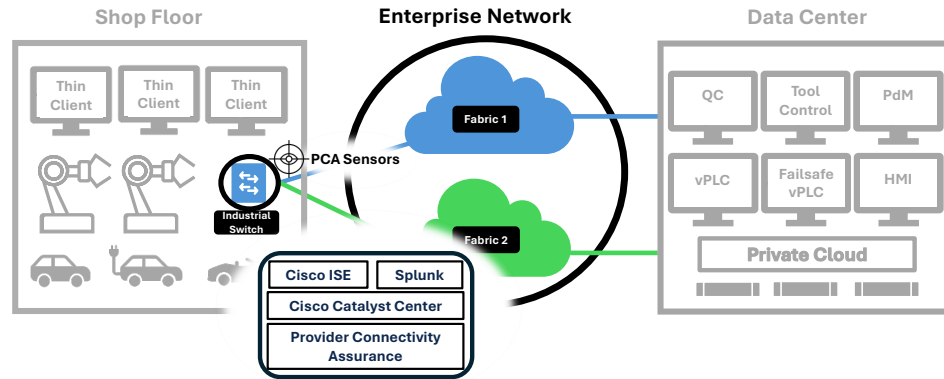 Shop Floor
Enterprise Network
Data Center
Thin
Client
Thin
Client
Thin
Client
PCA Sensors
Industrial
Switch
Fabric 1
Fabric 2
QC
Tool
Control
PdM
vPLC
Failsafe
vPLC
HMI
Private Cloud
Cisco ISE
Splunk
Cisco Catalyst Center
Provider Connectivity
Assurance